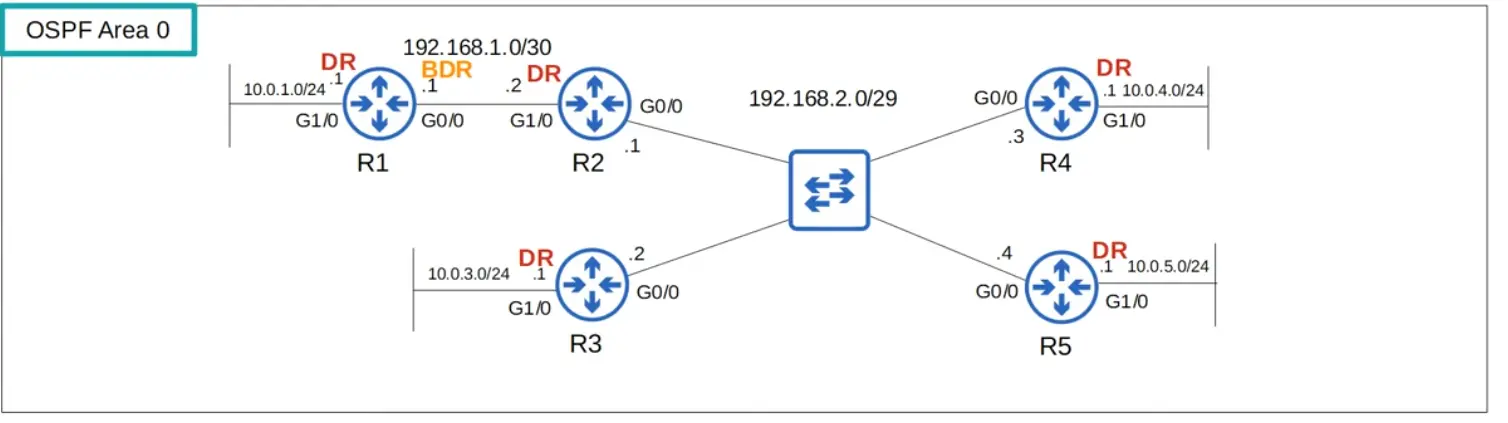 OSPF Area 0
192.168.1.0/30
DR
BDR
DR
10.0.1.0/24
.1
.1
.2
G1/0
G0/0
G1/0
G0/0
R1
R2
.1
192.168.2.0/29
DR
G0/0
.1
10.0.4.0/24
G1/0
.3
R4
DR
.2
10.0.3.0/24
.1
G1/0
G0/0
R3
DR
.4
.1
10.0.5.0/24
G0/0
G1/0
R5